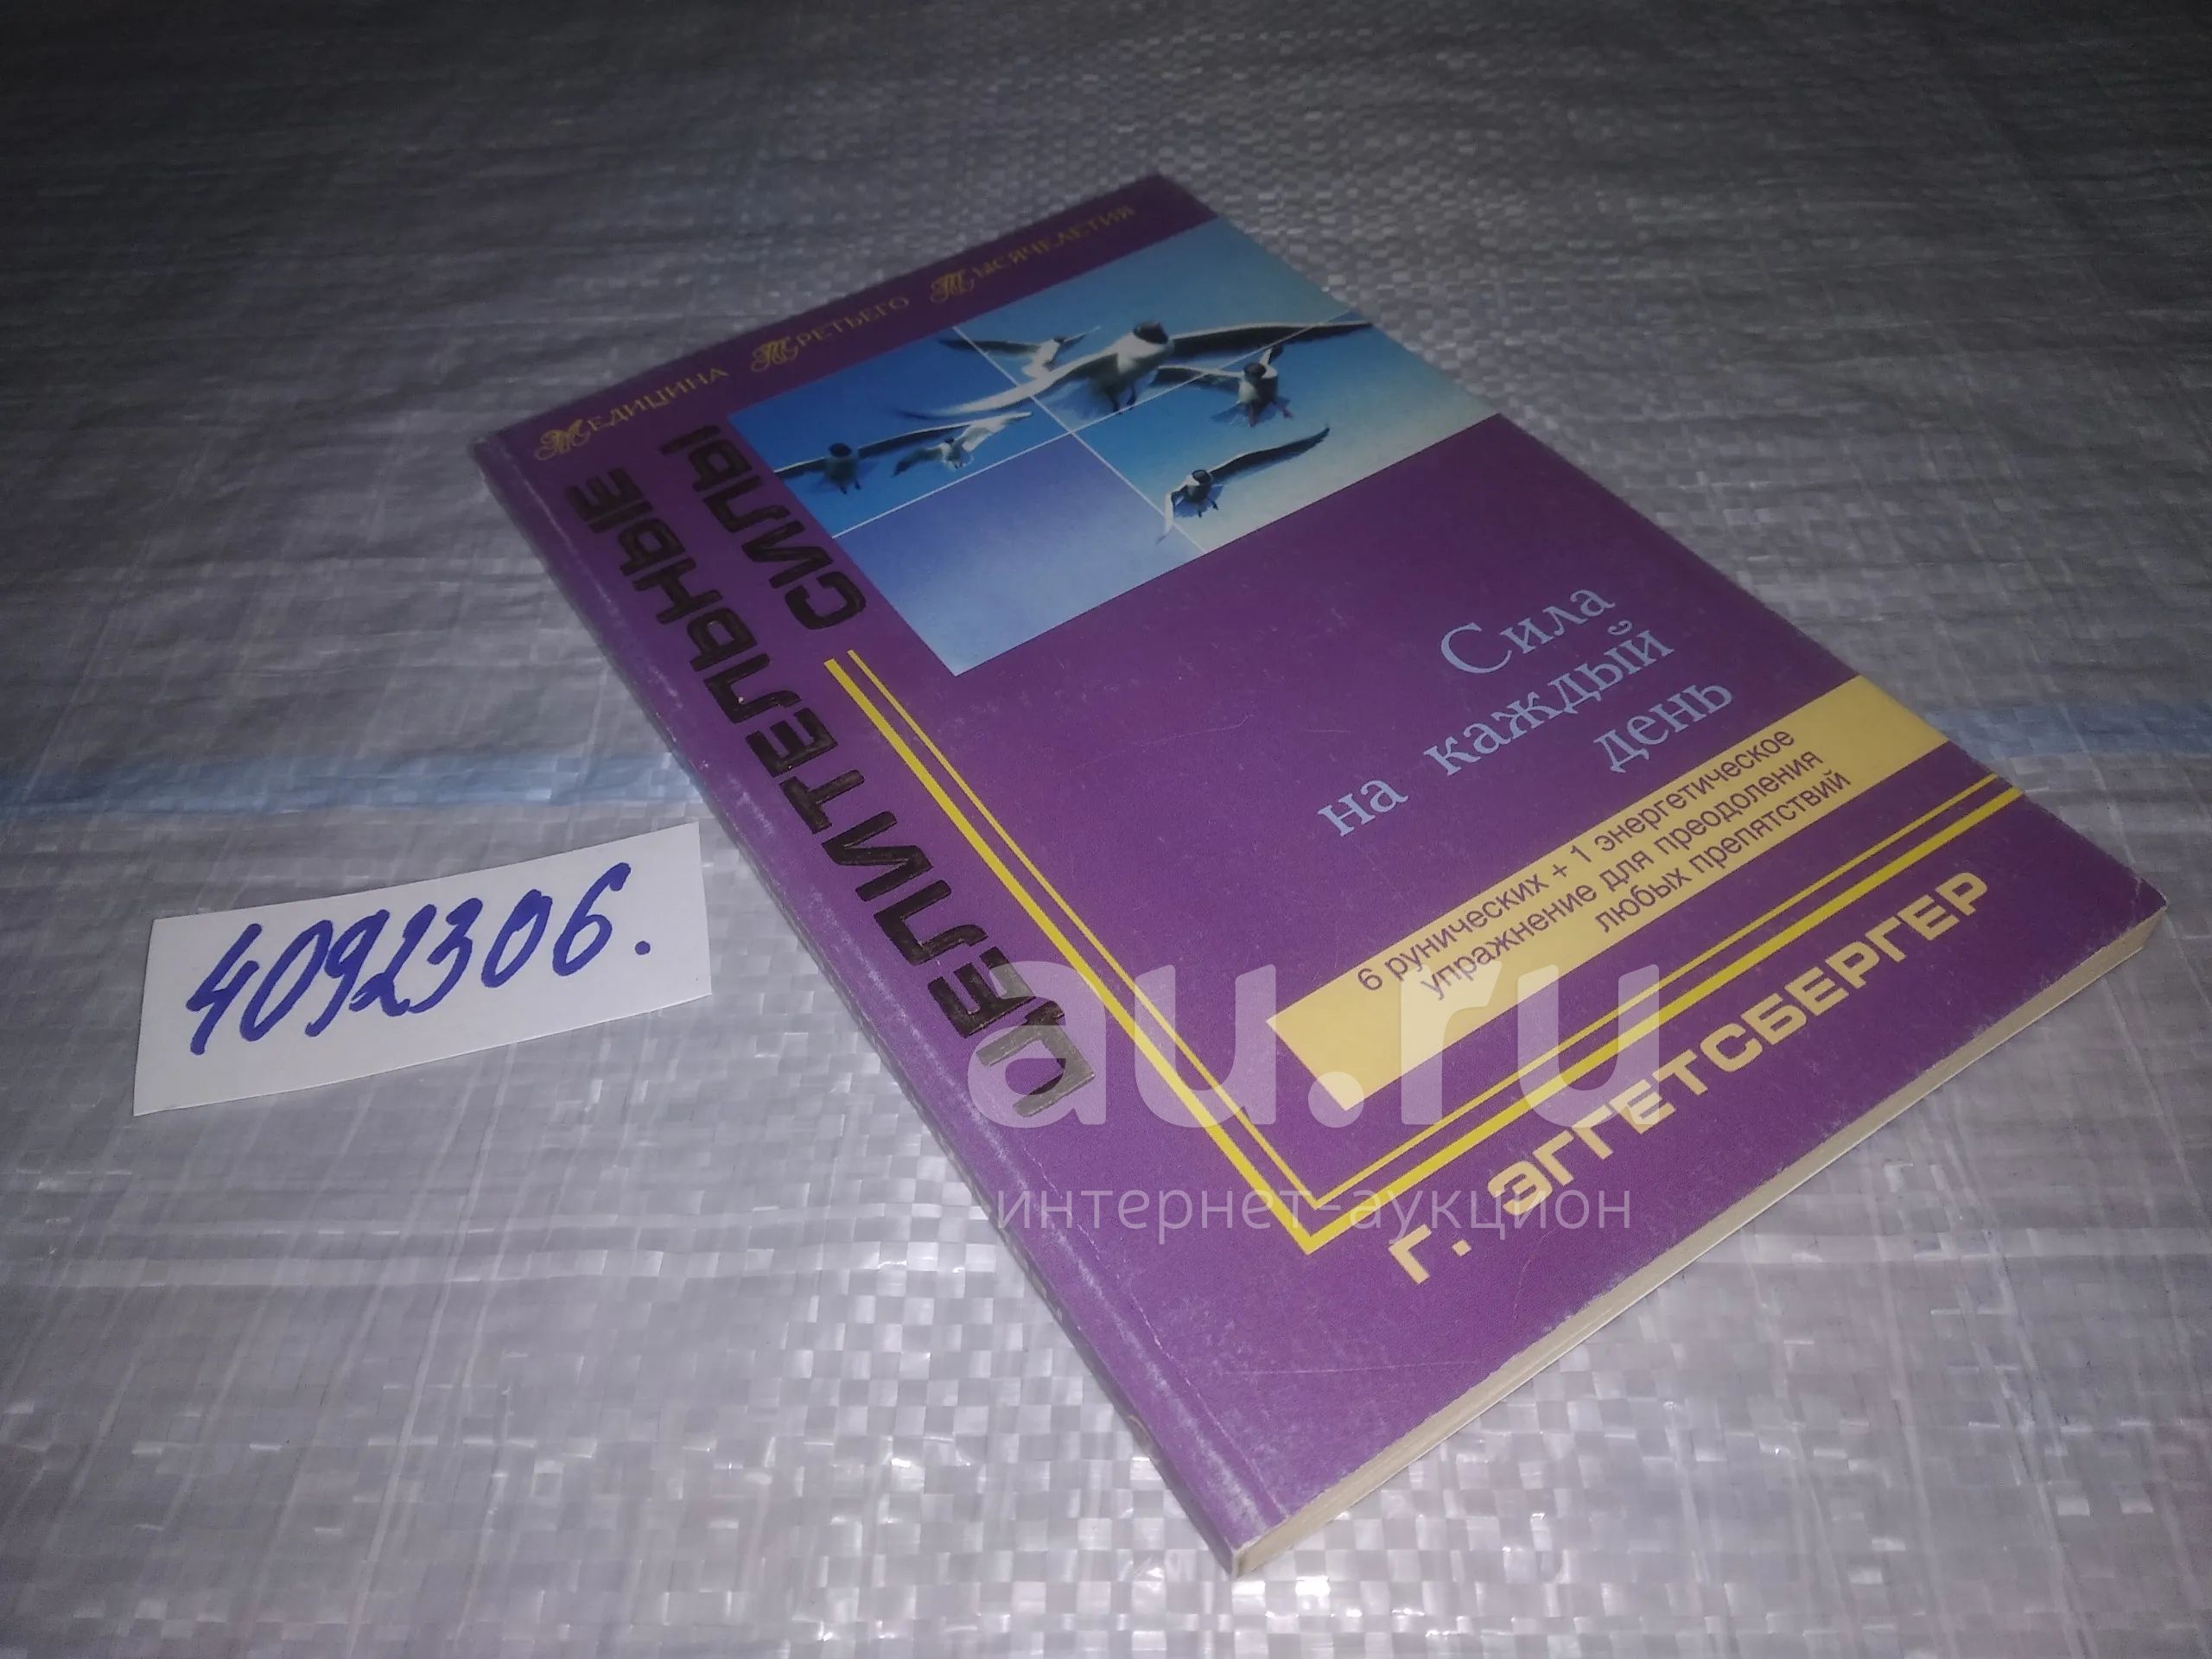 Медицина Третьего Тысячелетия
ЦЕЛИТЕЛЬНЫЕ
СИЛЫ
Сила
на каждый
день
6 рунических + 1 энергетическое
упражнение для преодоления
любых препятствий
Г. ЭГГЕТСБЕРГЕР
4092306.
au.ru
интернет-аукцион